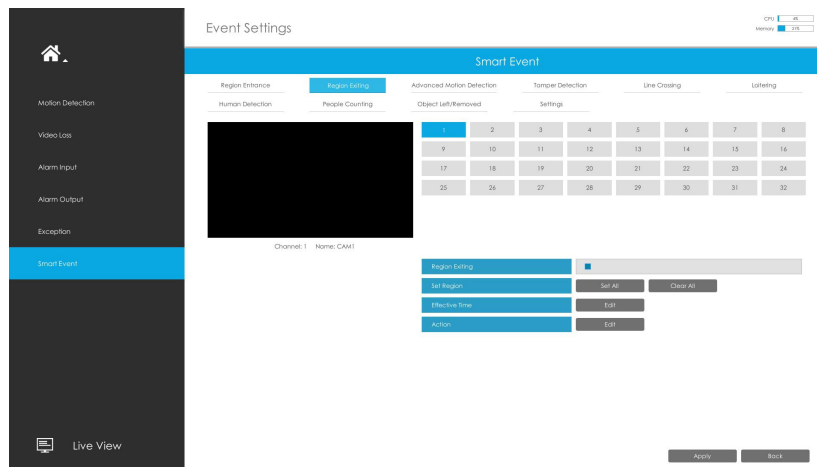 Event Settings
CPU 4%
Memory 21%
Smart Event
Region Entrance Region Exiting Advanced Motion Detection Tamper Detection Line Crossing Loitering
Human Detection People Counting Object Left/Removed Settings
Motion Detection
Video Loss
Alarm Input
Alarm Output
Exception
Smart Event
1 2 3 4 5 6 7 8
9 10 11 12 13 14 15 16
17 18 19 20 21 22 23 24
25 26 27 28 29 30 31 32
Channel: 1 Name: CAM1
Region Exiting
Set Region Set All Clear All
Effective Time Edit
Action Edit
Live View
Apply Back